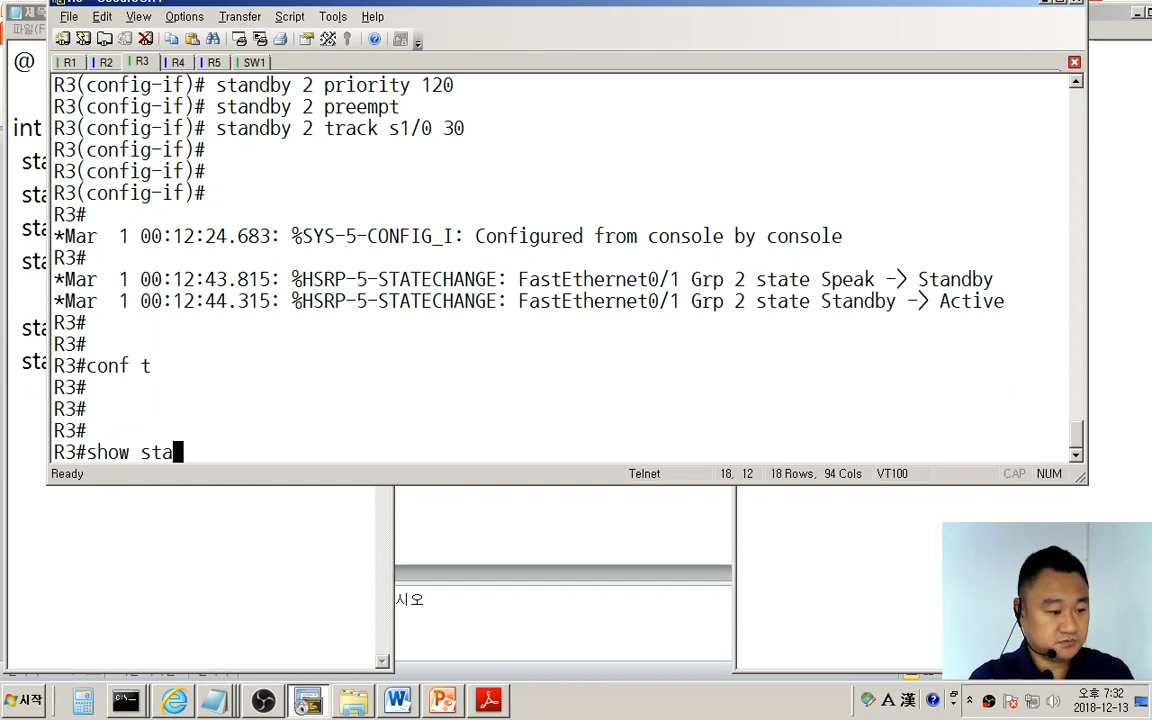 제목
File Edit View Options Transfer Script Tools Help
파일(F
@
R1 R2 R3 R4 R5 SW1
R3(config-if)# standby 2 priority 120
R3(config-if)# standby 2 preempt
int
R3(config-if)# standby 2 track s1/0 30
R3(config-if)#
sta
R3(config-if)#
sta
R3(config-if)#
R3#
sta
*Mar  1 00:12:24.683: %SYS-5-CONFIG_I: Configured from console by console
R3#
sta
*Mar  1 00:12:43.815: %HSRP-5-STATECHANGE: FastEthernet0/1 Grp 2 state Speak -> Standby
*Mar  1 00:12:44.315: %HSRP-5-STATECHANGE: FastEthernet0/1 Grp 2 state Standby -> Active
R3#
sta
R3#
R3#conf t
sta
R3#
R3#
R3#
R3#show sta
Ready Telnet 18, 12 18 Rows, 94 Cols VT100 CAP NUM
시오
시작
A 漢
오후 7:32
2018-12-13